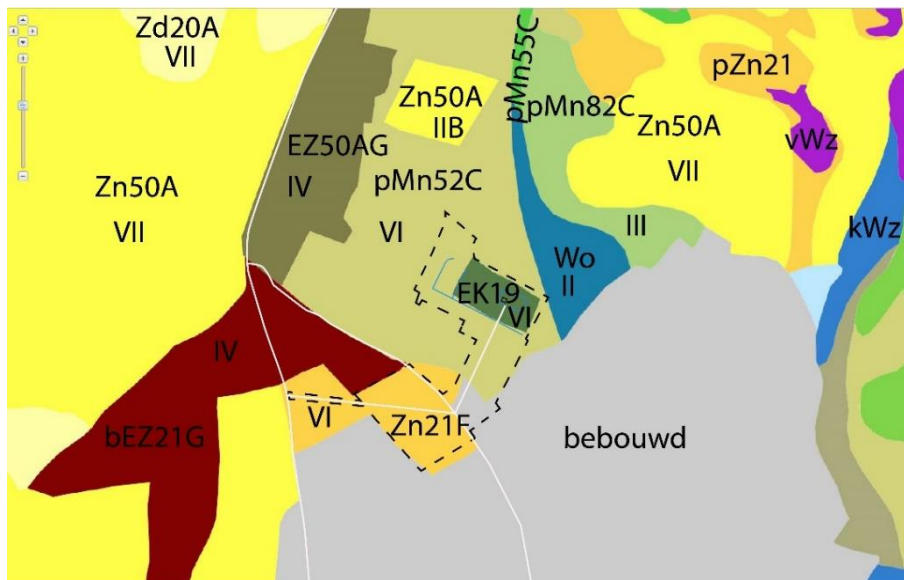 Zd20A
VII
pMn55C
pZn21
Zn50A
IIB
pMn82C
Zn50A
VII
vWz
EZ50AG
IV
pMn52C
VI
Zn50A
VII
III
kWz
Wo
II
EK19
VI
IV
bEZ21G
VI
Zn21F
bebouwd